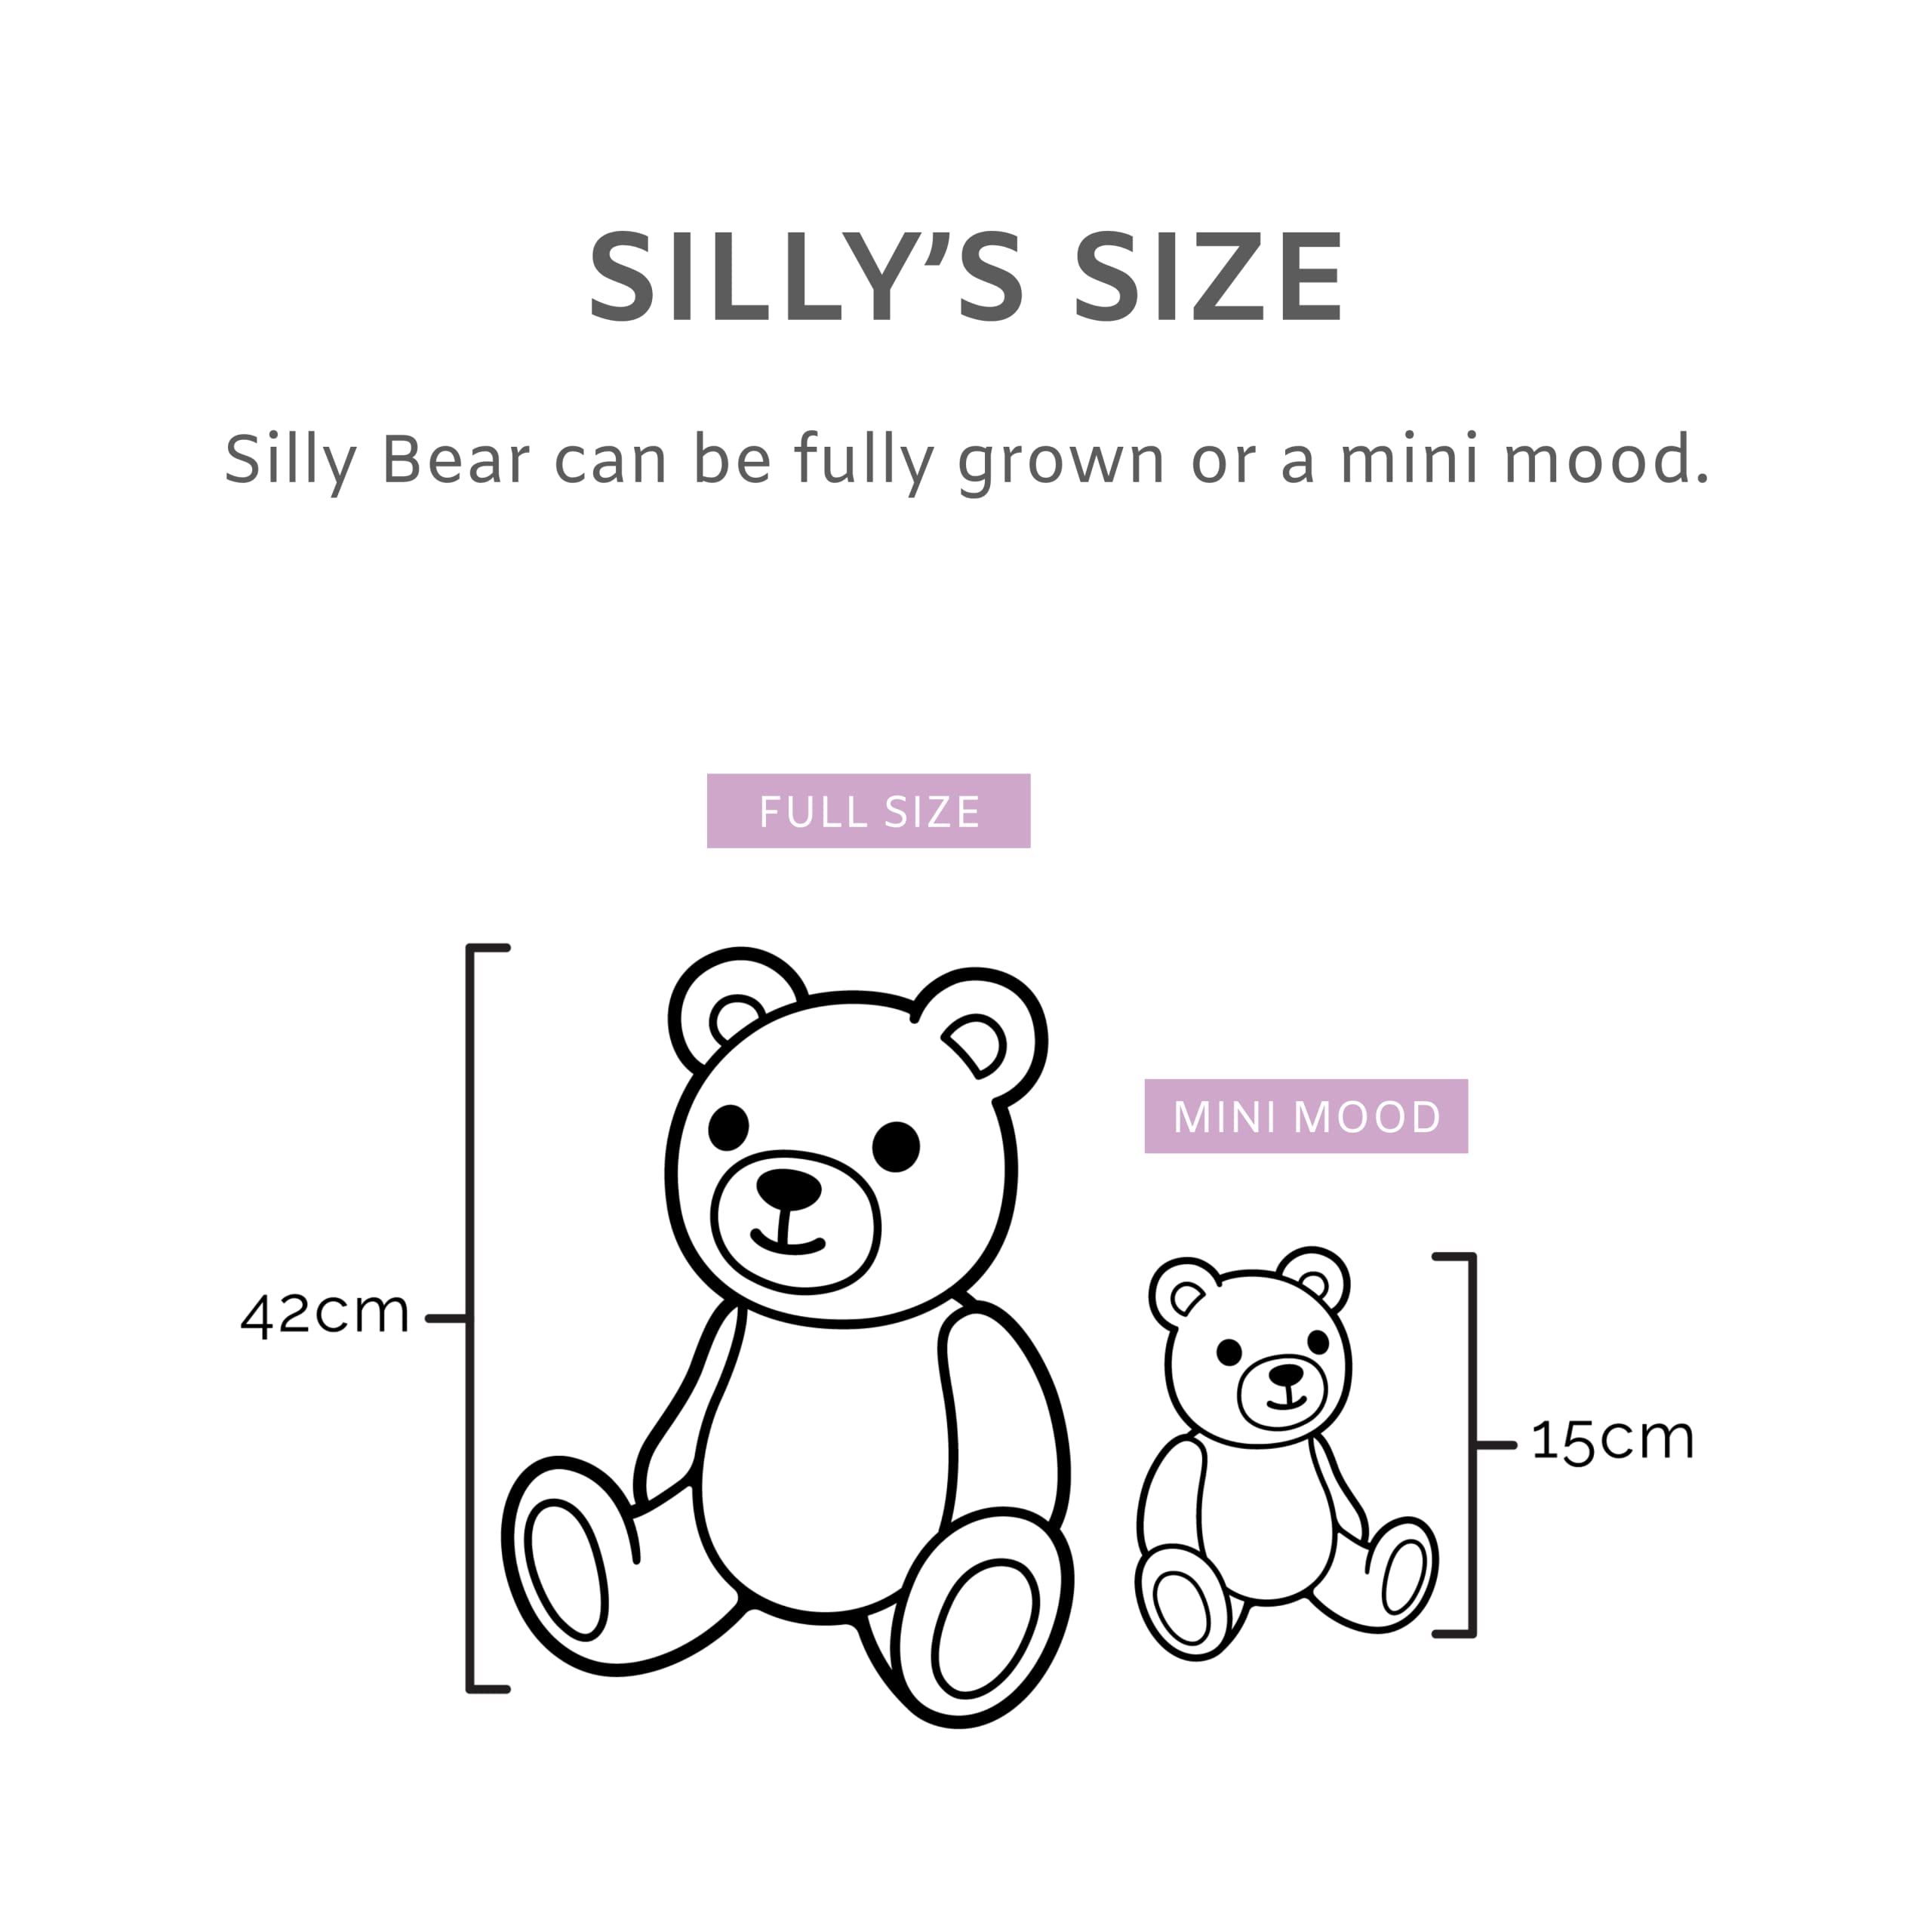 SILLY’S SIZE
Silly Bear can be fully grown or a mini mood.
FULL SIZE
MINI MOOD
42cm
15cm